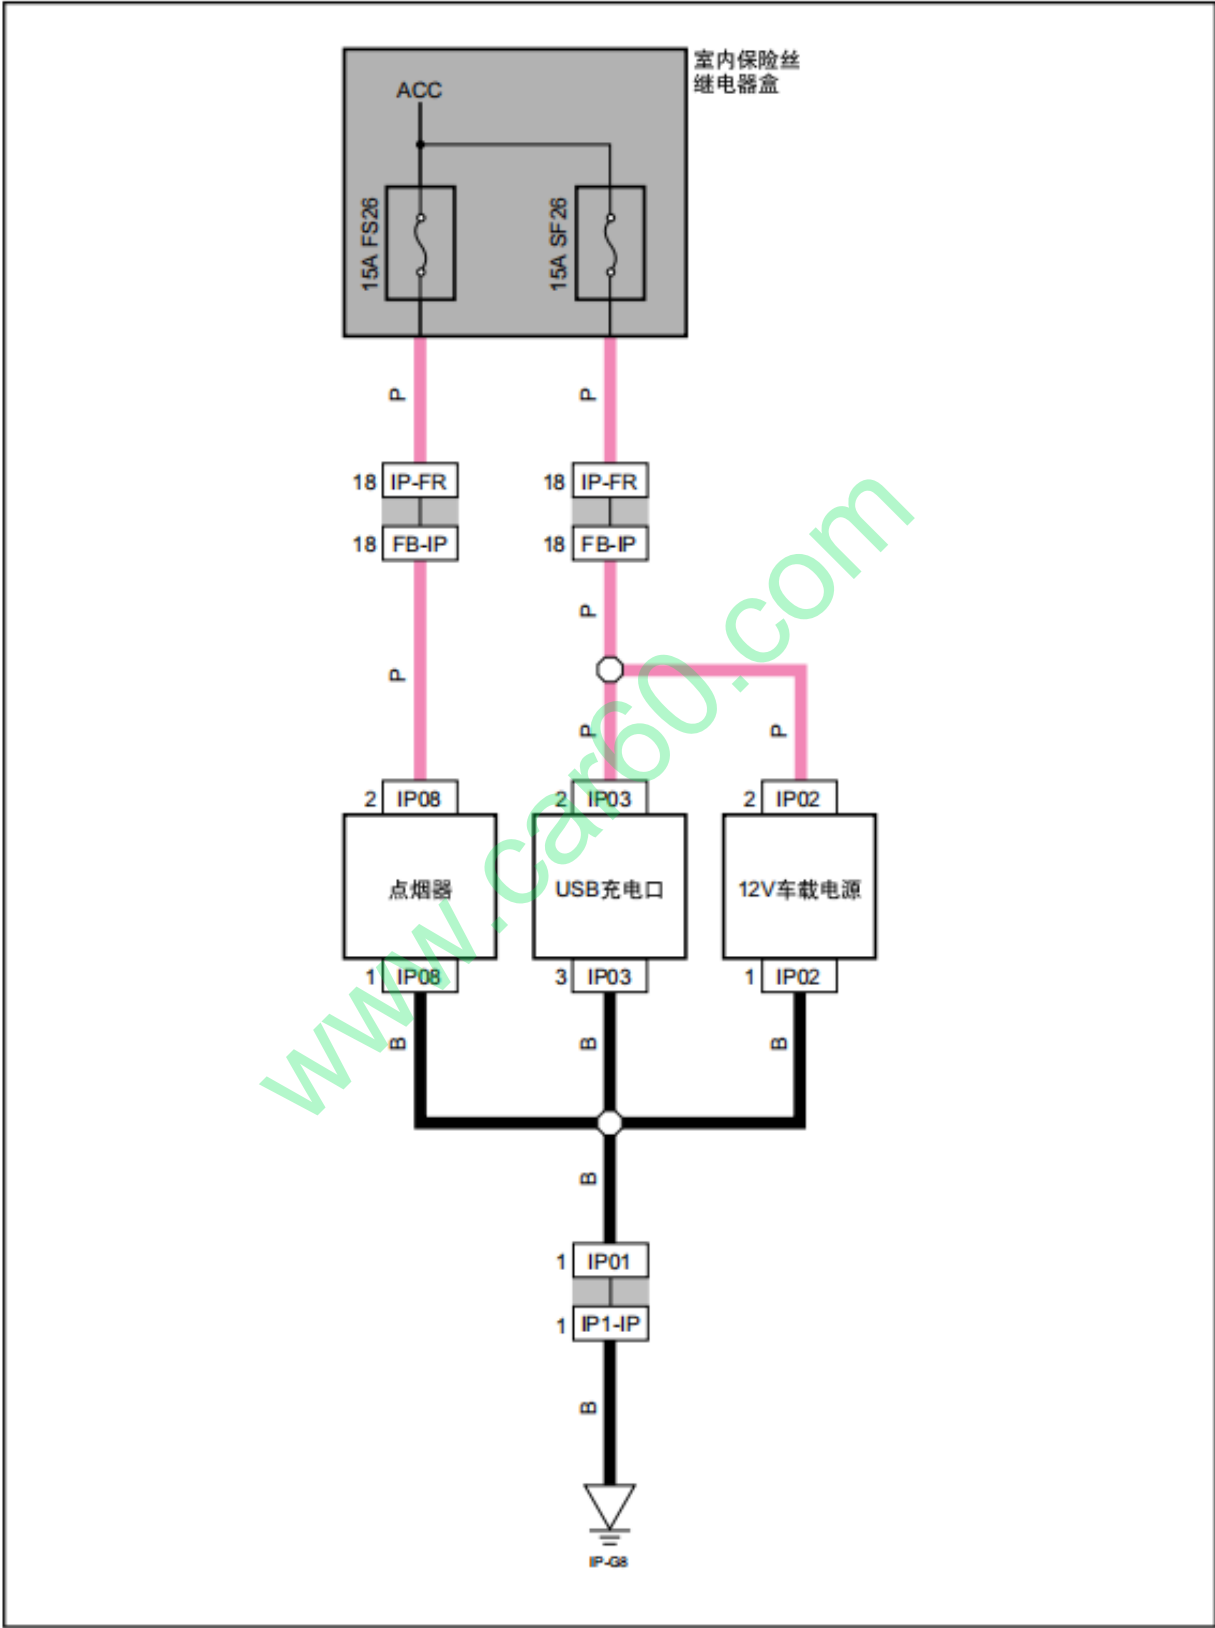 室内保险丝
继电器盒
ACC
15A FS26
15A SF26
P
P
18 IP-FR
18 IP-FR
18 FB-IP
18 FB-IP
P
P
P
P
2 IP08
2 IP03
2 IP02
点烟器
USB充电口
12V车载电源
1 IP08
3 IP03
1 IP02
B
B
B
B
1 IP01
1 IP1-IP
B
IP-G8
www.car60.com